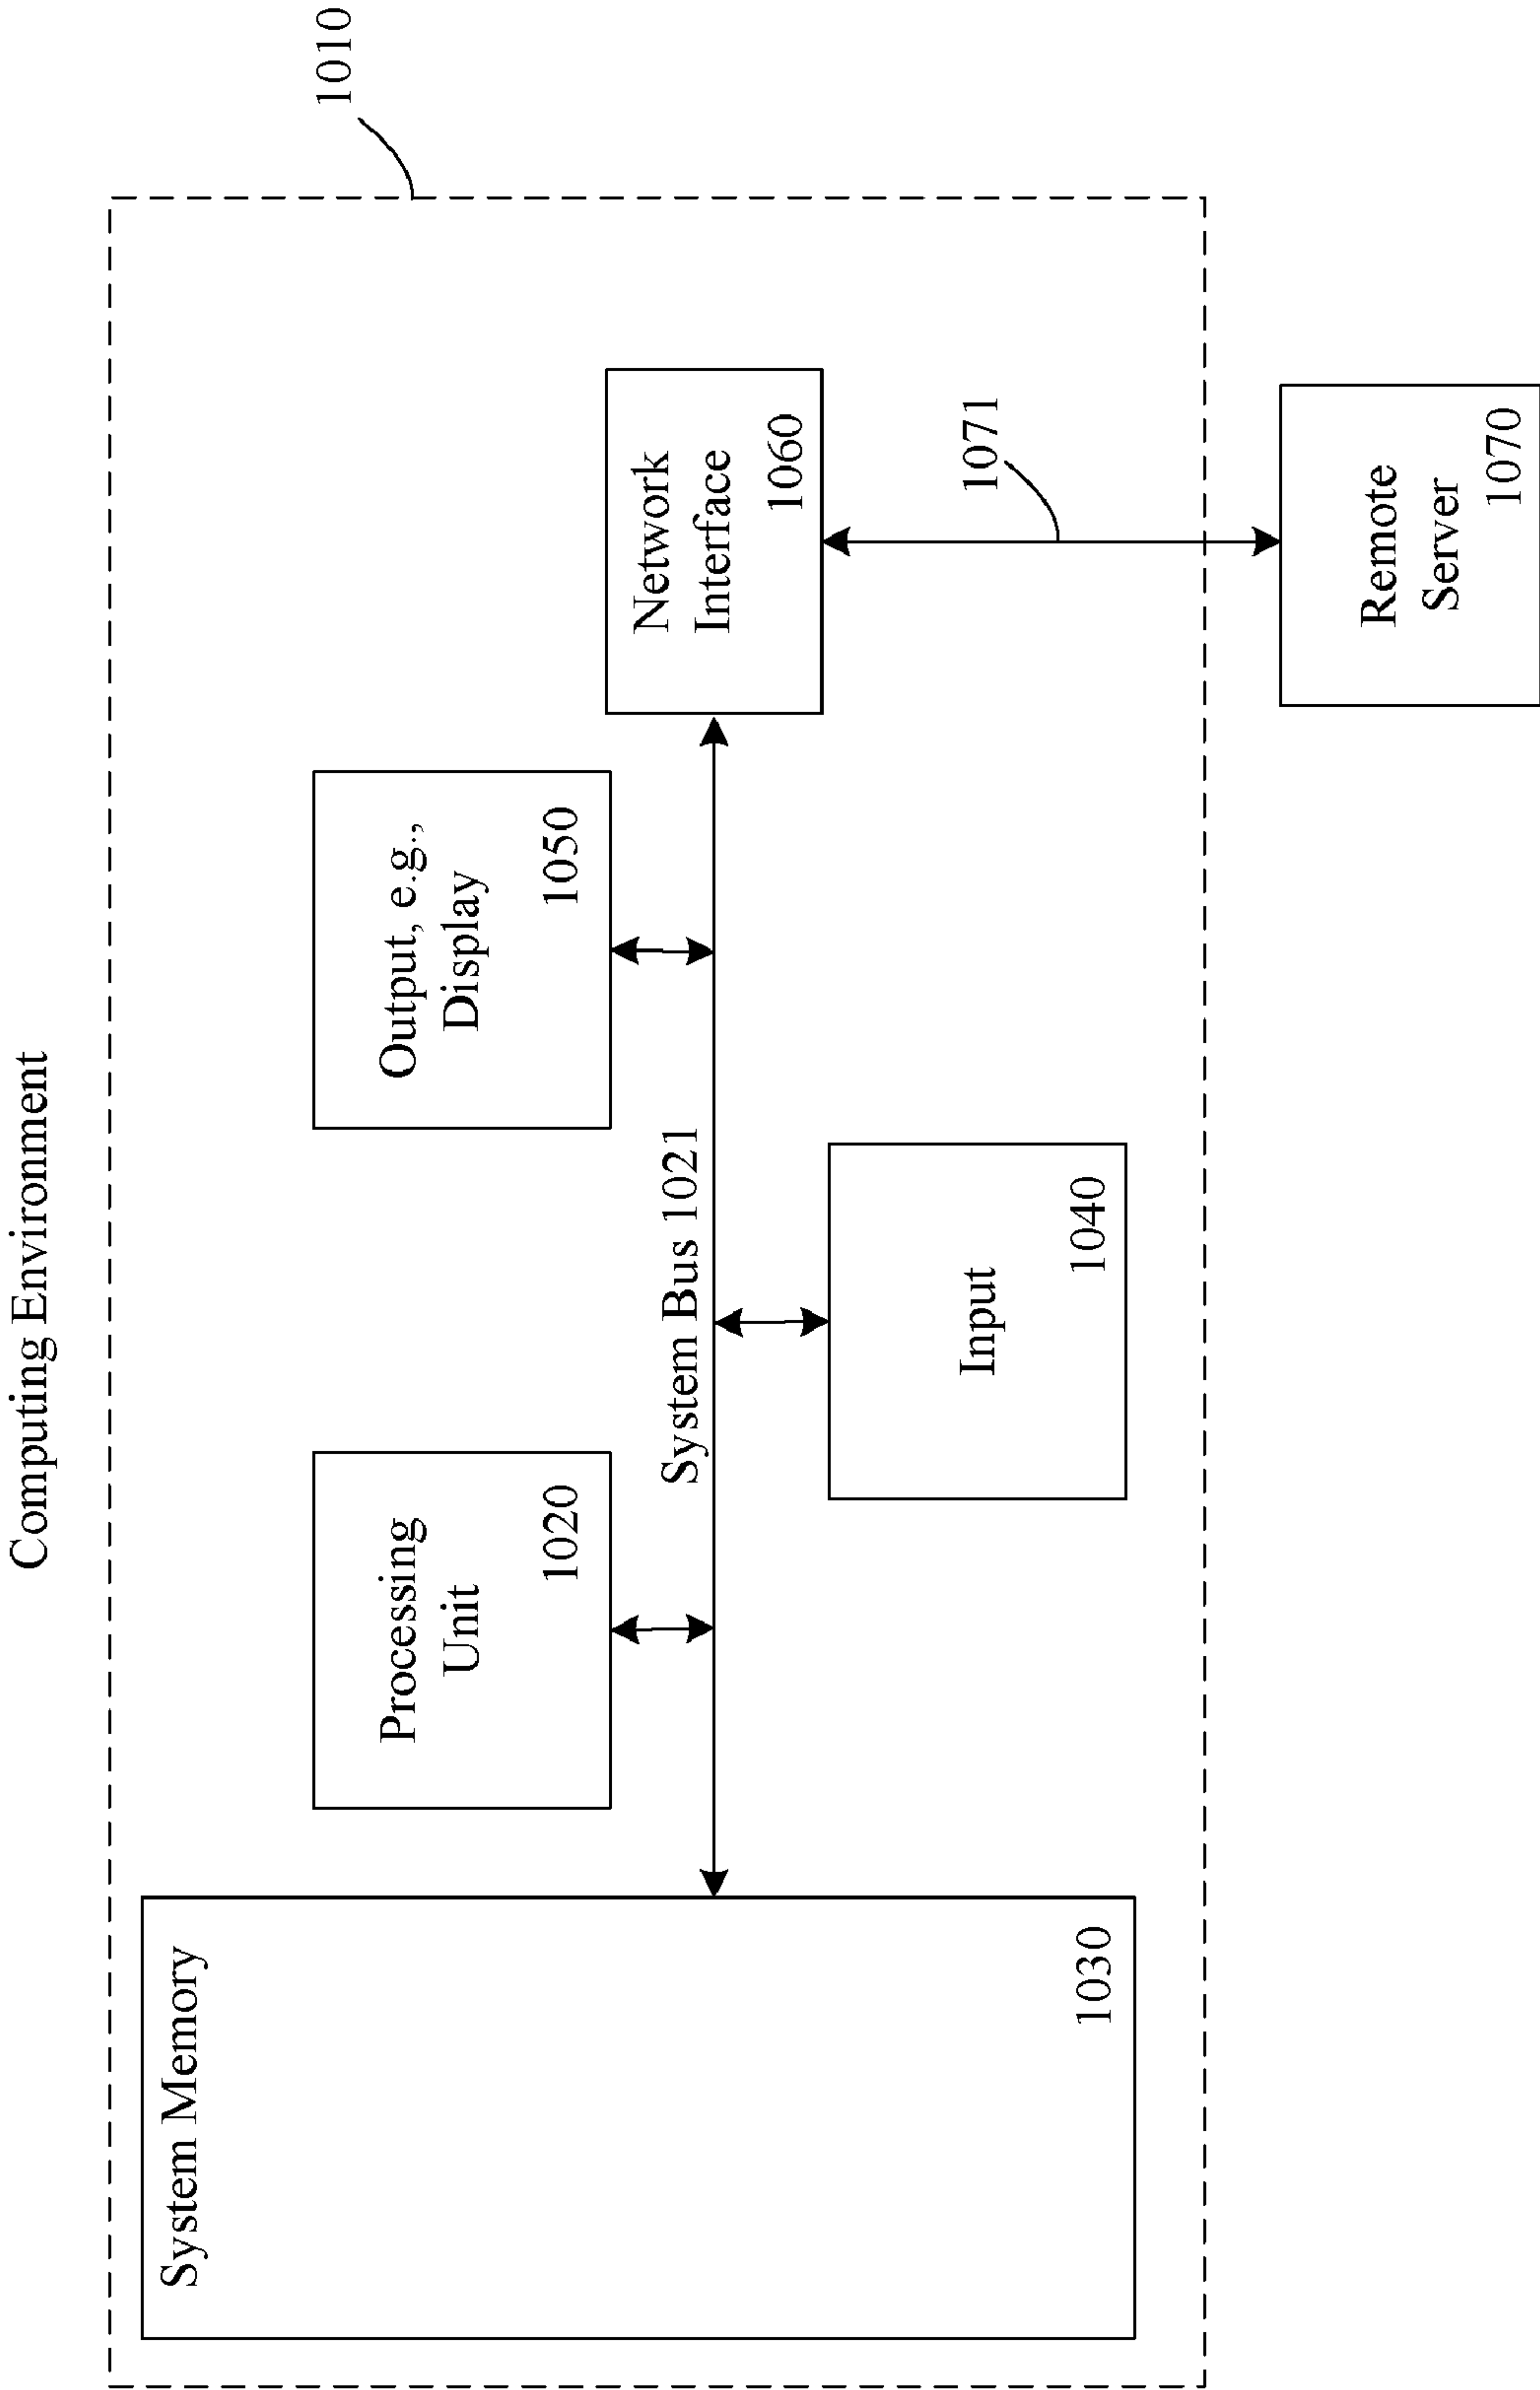 Computing Environment
1010
System Memory
1030
Processing
Unit
1020
Output, e.g.,
Display
1050
System Bus 1021
Input
1040
Network
Interface
1060
1071
Remote
Server
1070